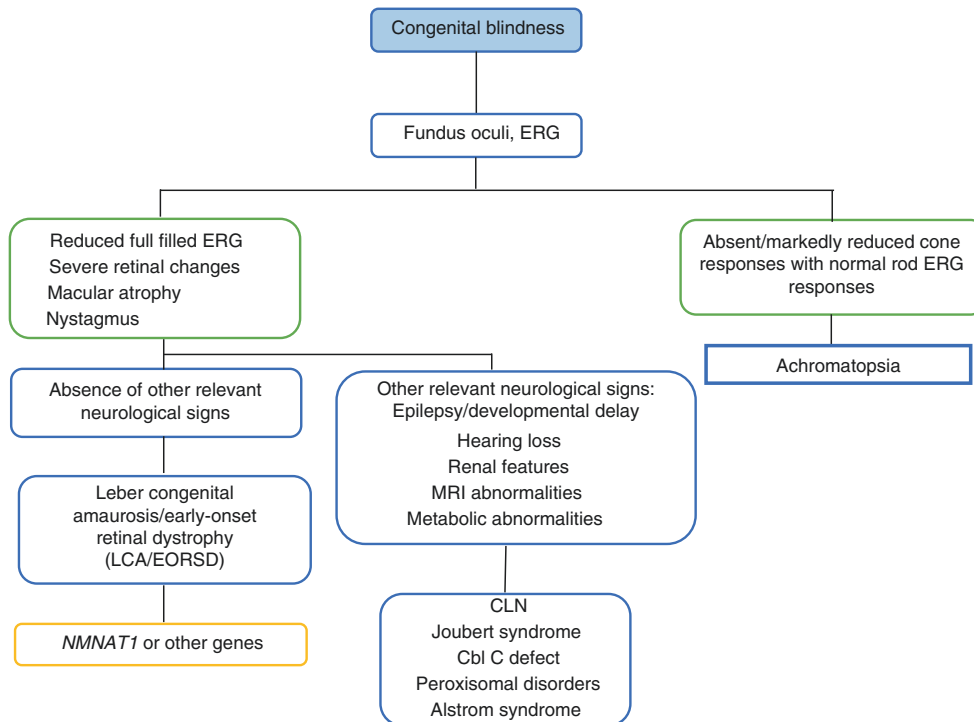 Congenital blindness
Fundus oculi, ERG
Reduced full filled ERG
Severe retinal changes
Macular atrophy
Nystagmus
Absent/markedly reduced cone
responses with normal rod ERG
responses
Achromatopsia
Absence of other relevant
neurological signs
Other relevant neurological signs:
Epilepsy/developmental delay
Hearing loss
Renal features
MRI abnormalities
Metabolic abnormalities
Leber congenital
amaurosis/early-onset
retinal dystrophy
(LCA/EORSD)
NMNAT1 or other genes
CLN
Joubert syndrome
Cbl C defect
Peroxisomal disorders
Alstrom syndrome